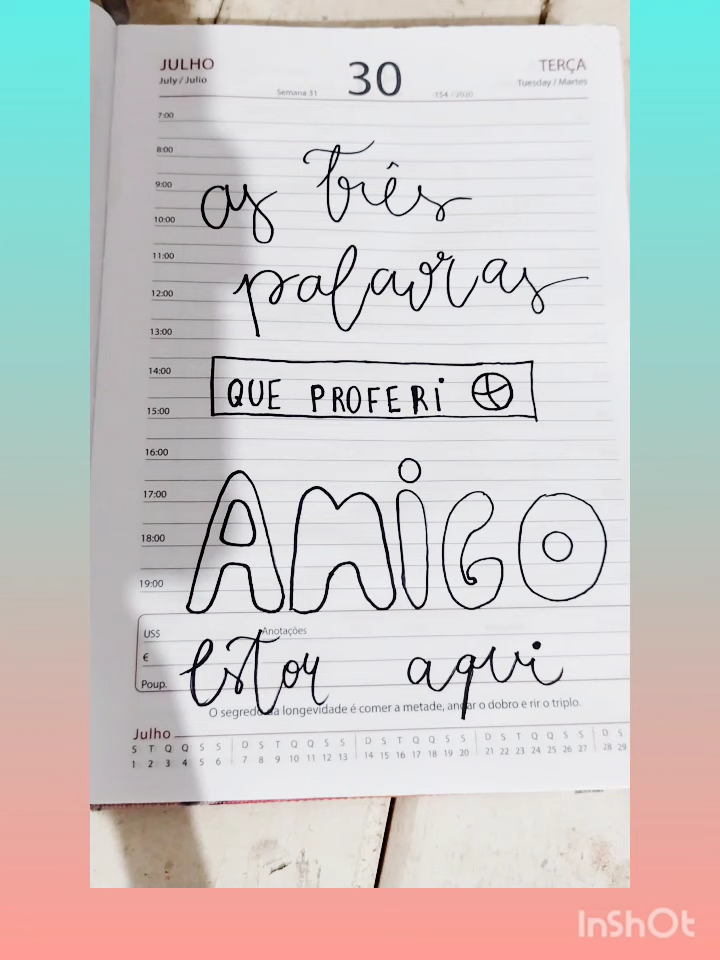 JULHO 30 TERÇA
July / Julio Semana 31 154 / 2020 Tuesday / Martes
7:00
8:00
as três
9:00
10:00
11:00
palavras
12:00
13:00
14:00
QUE PROFERI
15:00
16:00
17:00
AMIGO
18:00
19:00
US$ Anotações
€
estou aqui
Poup.
O segredo da longevidade é comer a metade, andar o dobro e rir o triplo.
Julho
S T Q Q S S D S T Q Q S S D S T Q Q S S D S T Q Q S S D S
1 2 3 4 5 6 7 8 9 10 11 12 13 14 15 16 17 18 19 20 21 22 23 24 25 26 27 28 29
InShOt